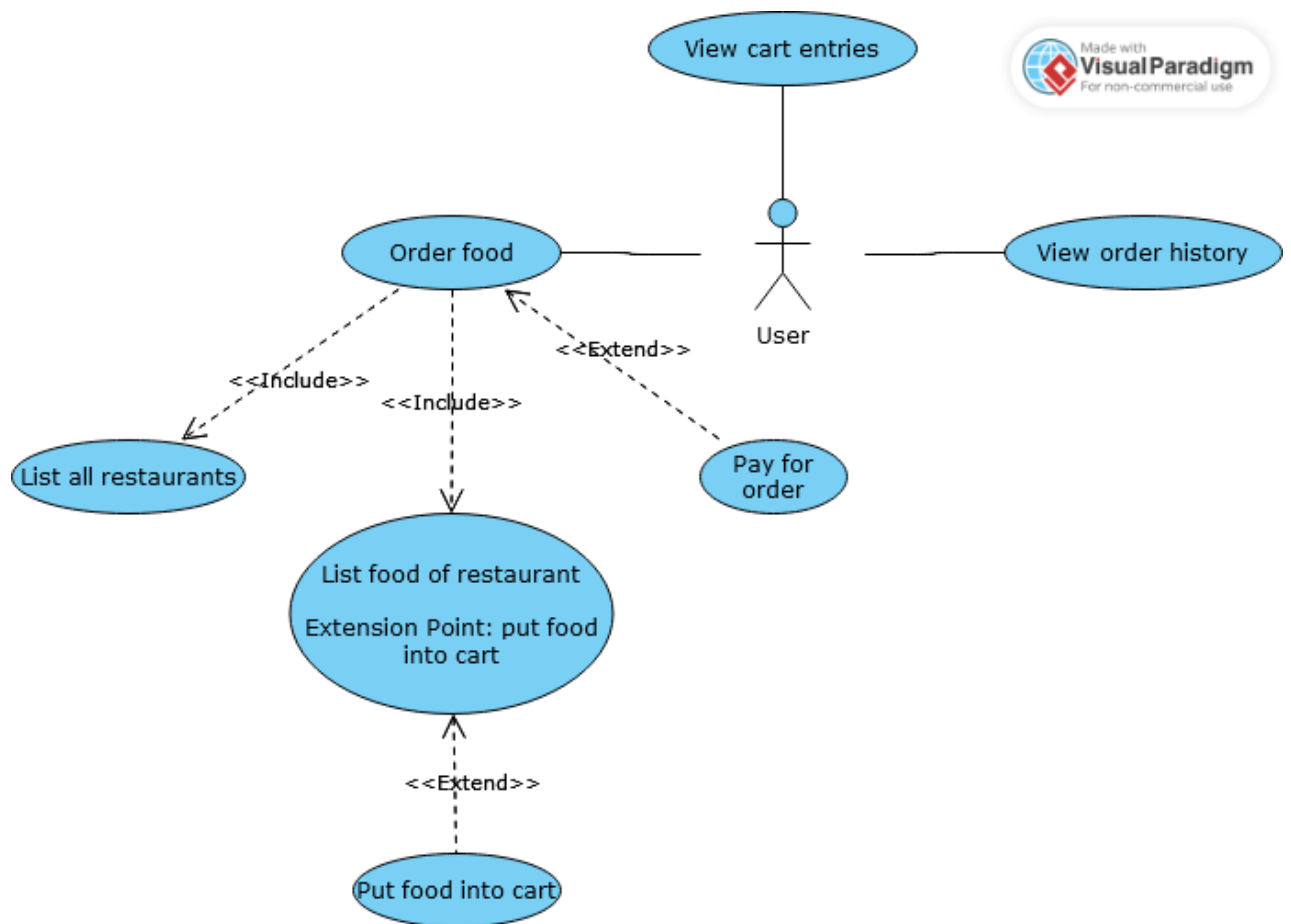 View cart entries
Made with
Visual Paradigm
For non-commercial use
Order food
View order history
User
<<Extend>>
<<Include>>
<<Include>>
List all restaurants
Pay for
order
List food of restaurant
Extension Point: put food
into cart
<<Extend>>
Put food into cart